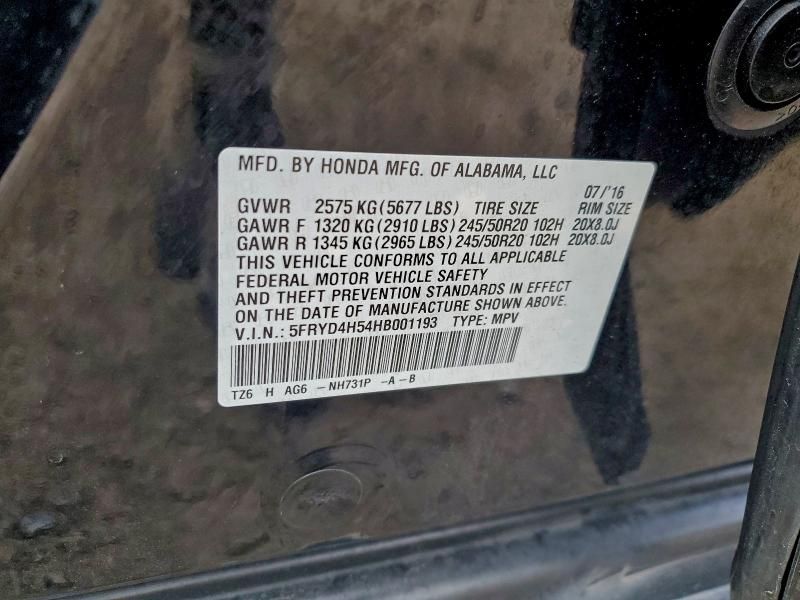 MFD. BY HONDA MFG. OF ALABAMA, LLC
07/'16
GVWR 2575 KG (5677 LBS) TIRE SIZE RIM SIZE
GAWR F 1320 KG (2910 LBS) 245/50R20 102H 20X8.0J
GAWR R 1345 KG (2965 LBS) 245/50R20 102H 20X8.0J
THIS VEHICLE CONFORMS TO ALL APPLICABLE
FEDERAL MOTOR VEHICLE SAFETY
AND THEFT PREVENTION STANDARDS IN EFFECT
ON THE DATE OF MANUFACTURE SHOWN ABOVE.
V.I.N.: 5FRYD4H54HB001193 TYPE: MPV
TZ6 H AG6 -NH731P -A-B